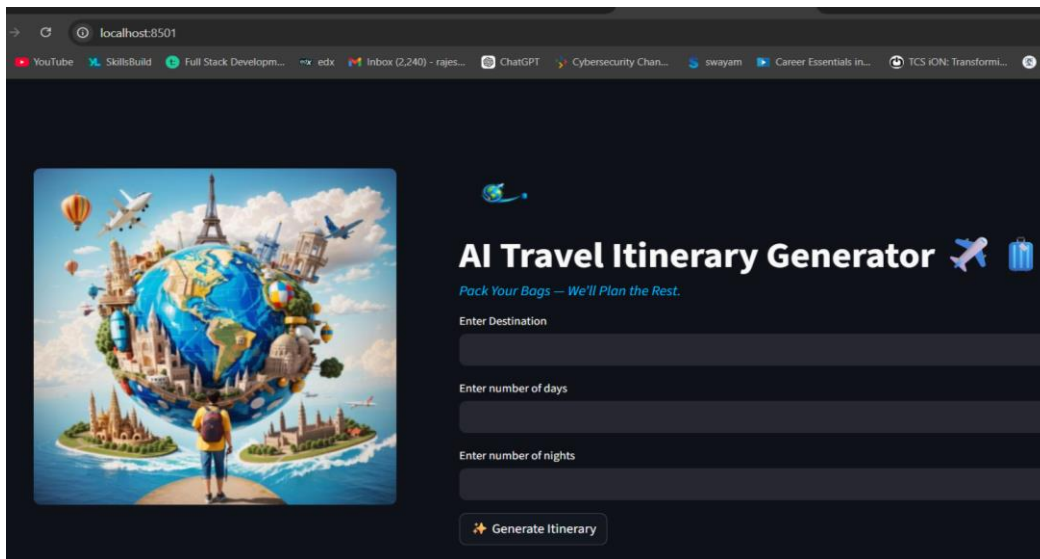 localhost:8501
YouTube SkillsBuild Full Stack Developm... edx Inbox (2,240) - rajes... ChatGPT Cybersecurity Chan... swayam Career Essentials in... TCS iON: Transformi...
AI Travel Itinerary Generator
Pack Your Bags — We'll Plan the Rest.
Enter Destination
Enter number of days
Enter number of nights
✨ Generate Itinerary